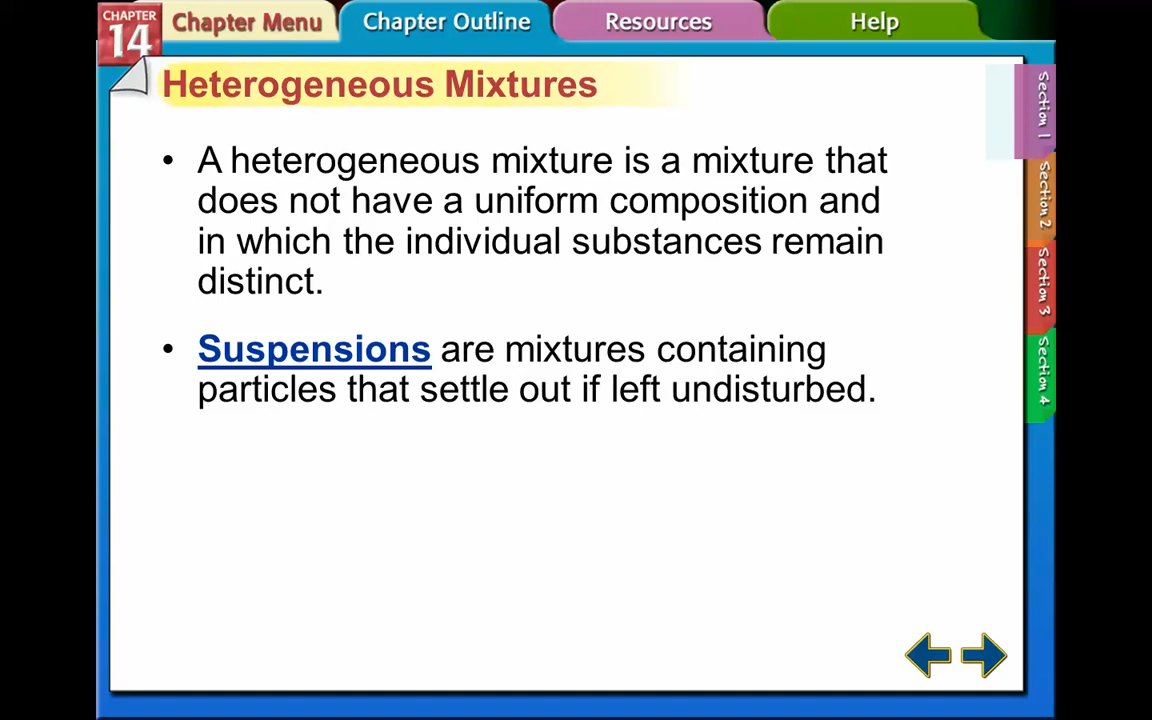 CHAPTER
14
Chapter Menu
Chapter Outline
Resources
Help
Heterogeneous Mixtures
• A heterogeneous mixture is a mixture that
does not have a uniform composition and
in which the individual substances remain
distinct.
• Suspensions are mixtures containing
particles that settle out if left undisturbed.
Section 1
Section 2
Section 3
Section 4